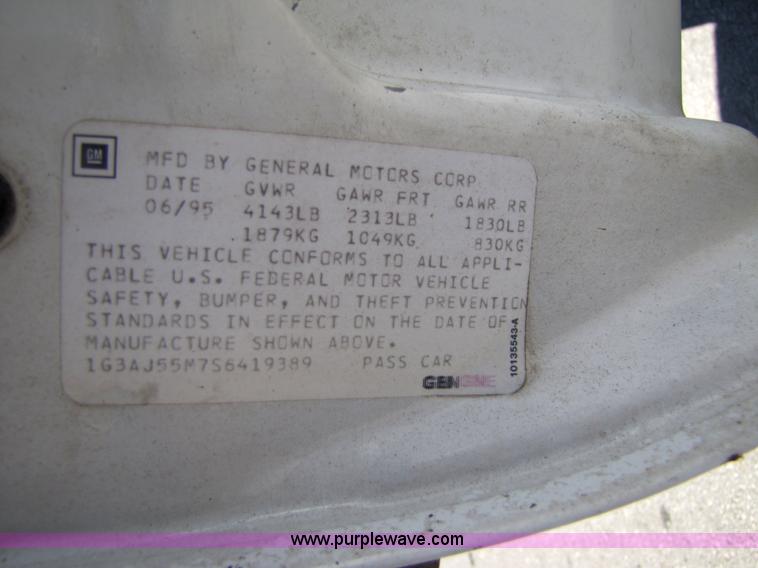 GM
MFD BY GENERAL MOTORS CORP
DATE GVWR GAWR FRT GAWR RR
06/95 4143LB 2313LB 1830LB
1879KG 1049KG 830KG
THIS VEHICLE CONFORMS TO ALL APPLI-
CABLE U.S. FEDERAL MOTOR VEHICLE
SAFETY, BUMPER, AND THEFT PREVENTION
STANDARDS IN EFFECT ON THE DATE OF
MANUFACTURE SHOWN ABOVE.
1G3AJ55M7S6419389 PASS CAR
10135543-A
www.purplewave.com